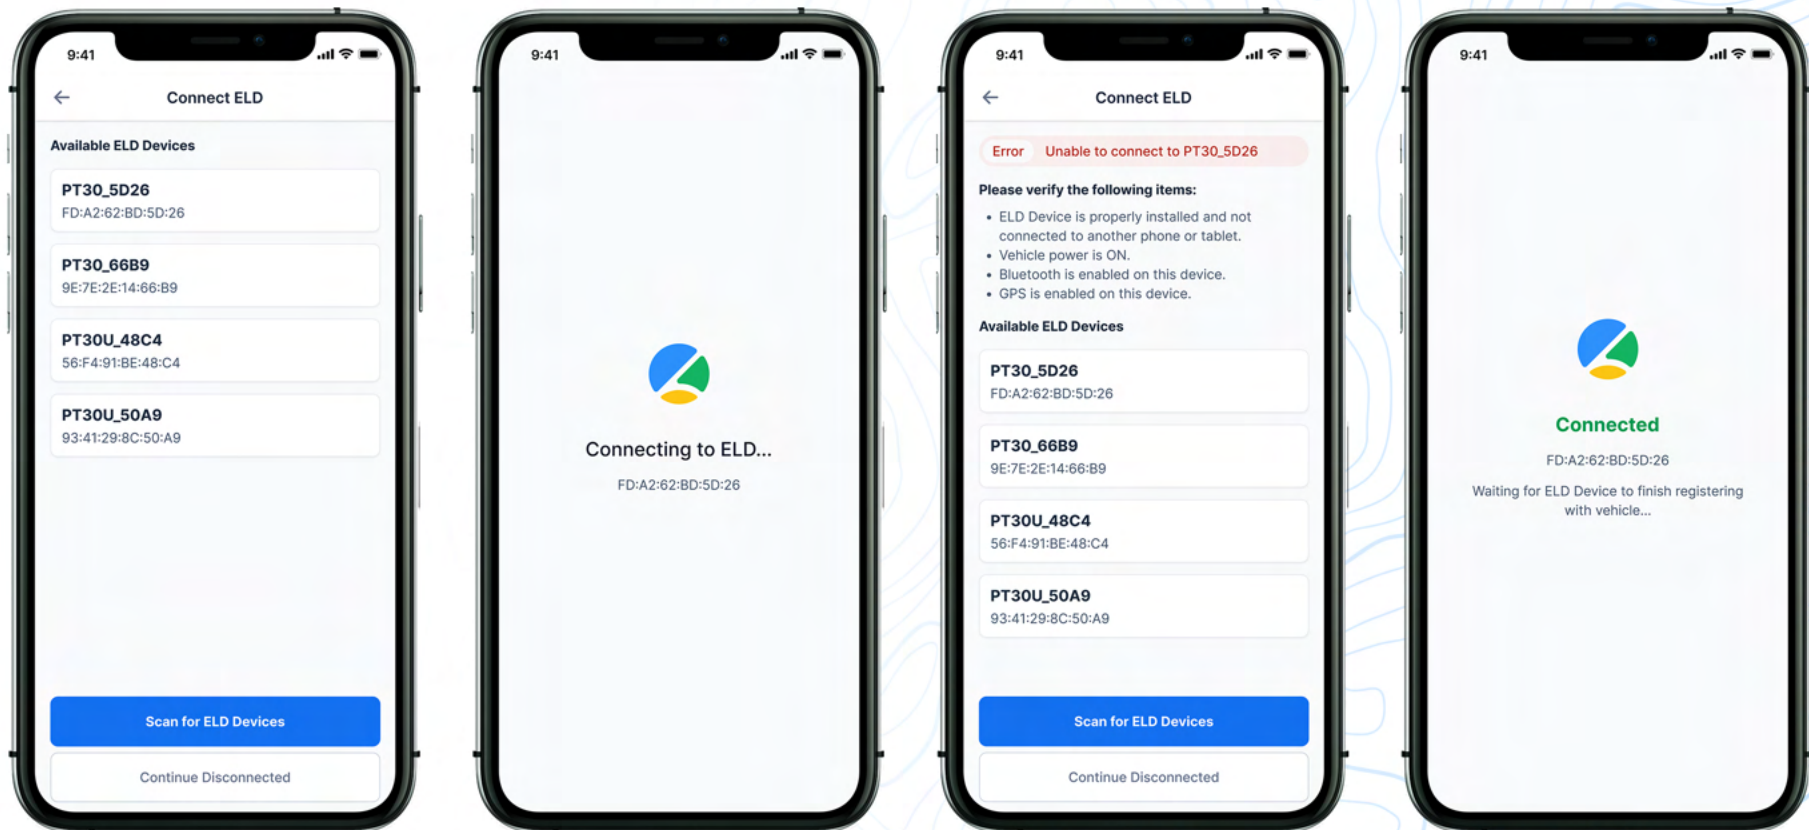 9:41
Connect ELD
Available ELD Devices
PT30_5D26
FD:A2:62:BD:5D:26
PT30_66B9
9E:7E:2E:14:66:B9
PT30U_48C4
56:F4:91:BE:48:C4
PT30U_50A9
93:41:29:8C:50:A9
Scan for ELD Devices
Continue Disconnected
9:41
Connecting to ELD...
FD:A2:62:BD:5D:26
9:41
Connect ELD
Error Unable to connect to PT30_5D26
Please verify the following items:
• ELD Device is properly installed and not
connected to another phone or tablet.
• Vehicle power is ON.
• Bluetooth is enabled on this device.
• GPS is enabled on this device.
Available ELD Devices
PT30_5D26
FD:A2:62:BD:5D:26
PT30_66B9
9E:7E:2E:14:66:B9
PT30U_48C4
56:F4:91:BE:48:C4
PT30U_50A9
93:41:29:8C:50:A9
Scan for ELD Devices
Continue Disconnected
9:41
Connected
FD:A2:62:BD:5D:26
Waiting for ELD Device to finish registering
with vehicle...